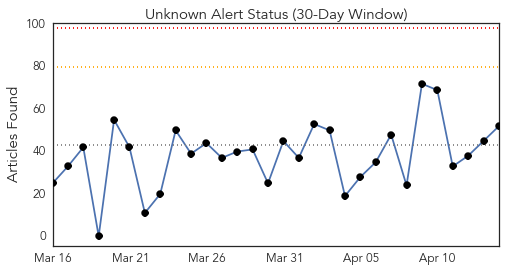 Unknown Alert Status (30-Day Window)
Articles Found
100
80
60
40
20
0
Mar 16 Mar 21 Mar 26 Mar 31 Apr 05 Apr 10